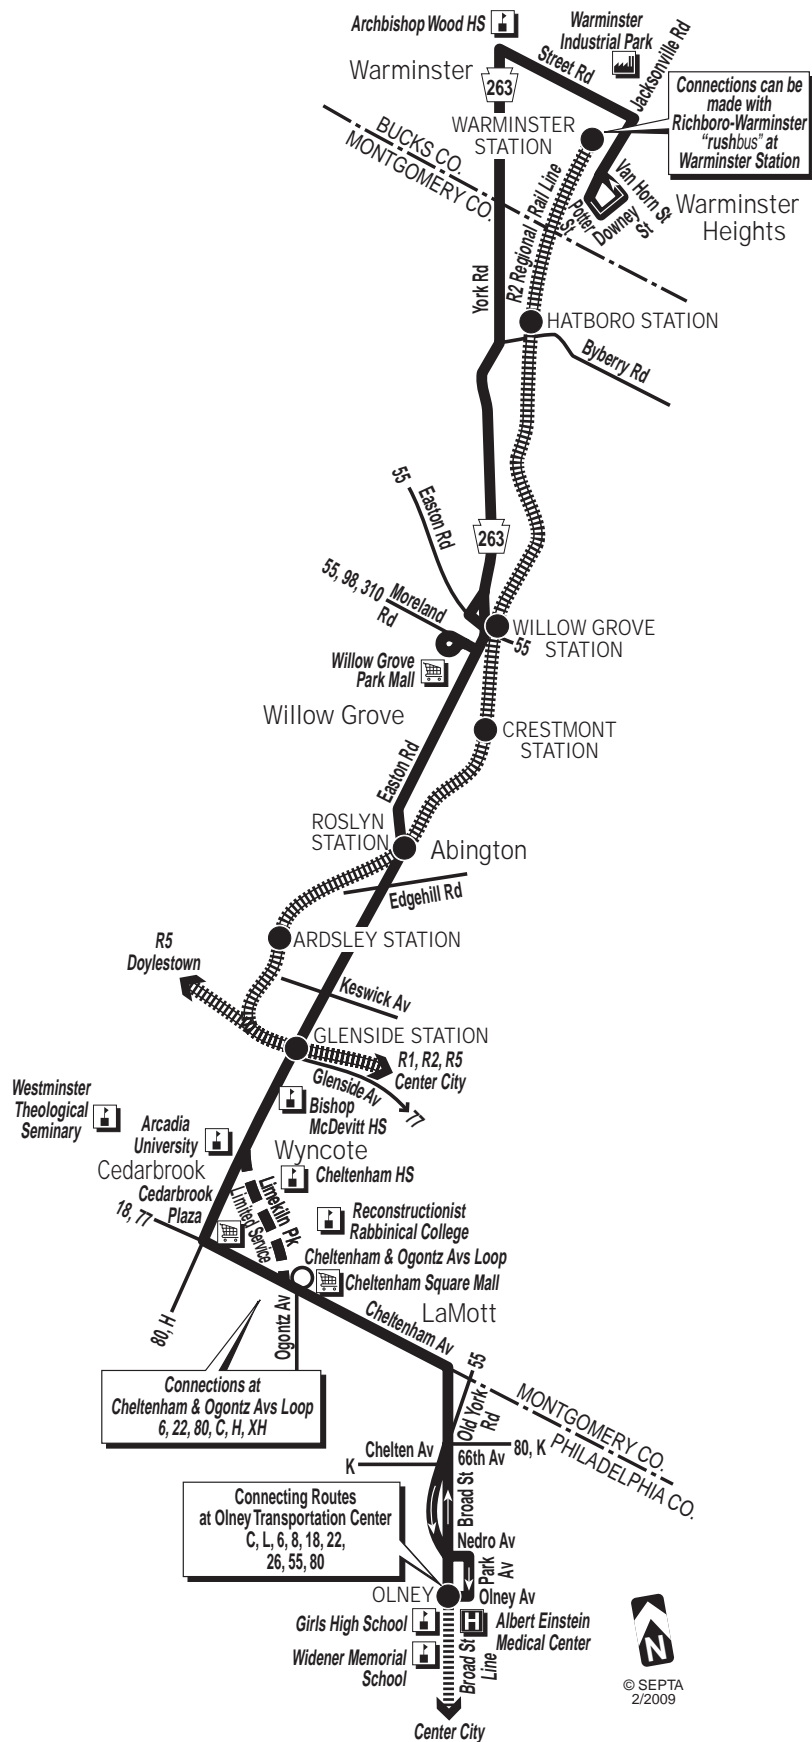 Archbishop Wood HS
Warminster
Industrial Park
Street Rd
Jacksonville Rd
Warminster
263
Connections can be
made with
Richboro-Warminster
“rushbus” at
Warminster Station
WARMINSTER
STATION
BUCKS CO.
MONTGOMERY CO.
R2 Regional Rail Line
Van Horn St
Potter St
Downey St
Warminster
Heights
York Rd
HATBORO STATION
Byberry Rd
55
Easton Rd
263
55, 98, 310
Moreland
Rd
WILLOW GROVE
STATION
55
Willow Grove
Park Mall
Willow Grove
CRESTMONT
STATION
Easton Rd
ROSLYN
STATION
Abington
Edgehill Rd
ARDSLEY STATION
R5
Doylestown
Keswick Av
GLENSIDE STATION
R1, R2, R5
Center City
Glenside Av
77
Westminster
Theological
Seminary
Bishop
McDevitt HS
Arcadia
University
Wyncote
Cedarbrook
Cheltenham HS
Cedarbrook
Plaza
18, 77
Limekiln Pk
Limited Service
Reconstructionist
Rabbinical College
Cheltenham & Ogontz Avs Loop
Cheltenham Square Mall
80, H
Ogontz Av
Cheltenham Av
LaMott
Connections at
Cheltenham & Ogontz Avs Loop
6, 22, 80, C, H, XH
55
Old York
Rd
MONTGOMERY CO.
PHILADELPHIA CO.
Chelten Av
K
66th Av
80, K
Broad St
Connecting Routes
at Olney Transportation Center
C, L, 6, 8, 18, 22,
26, 55, 80
Nedro Av
Park
Av
OLNEY
Olney Av
Girls High School
H
Albert Einstein
Medical Center
Widener Memorial
School
Broad St
Line
Center City
N
© SEPTA
2/2009